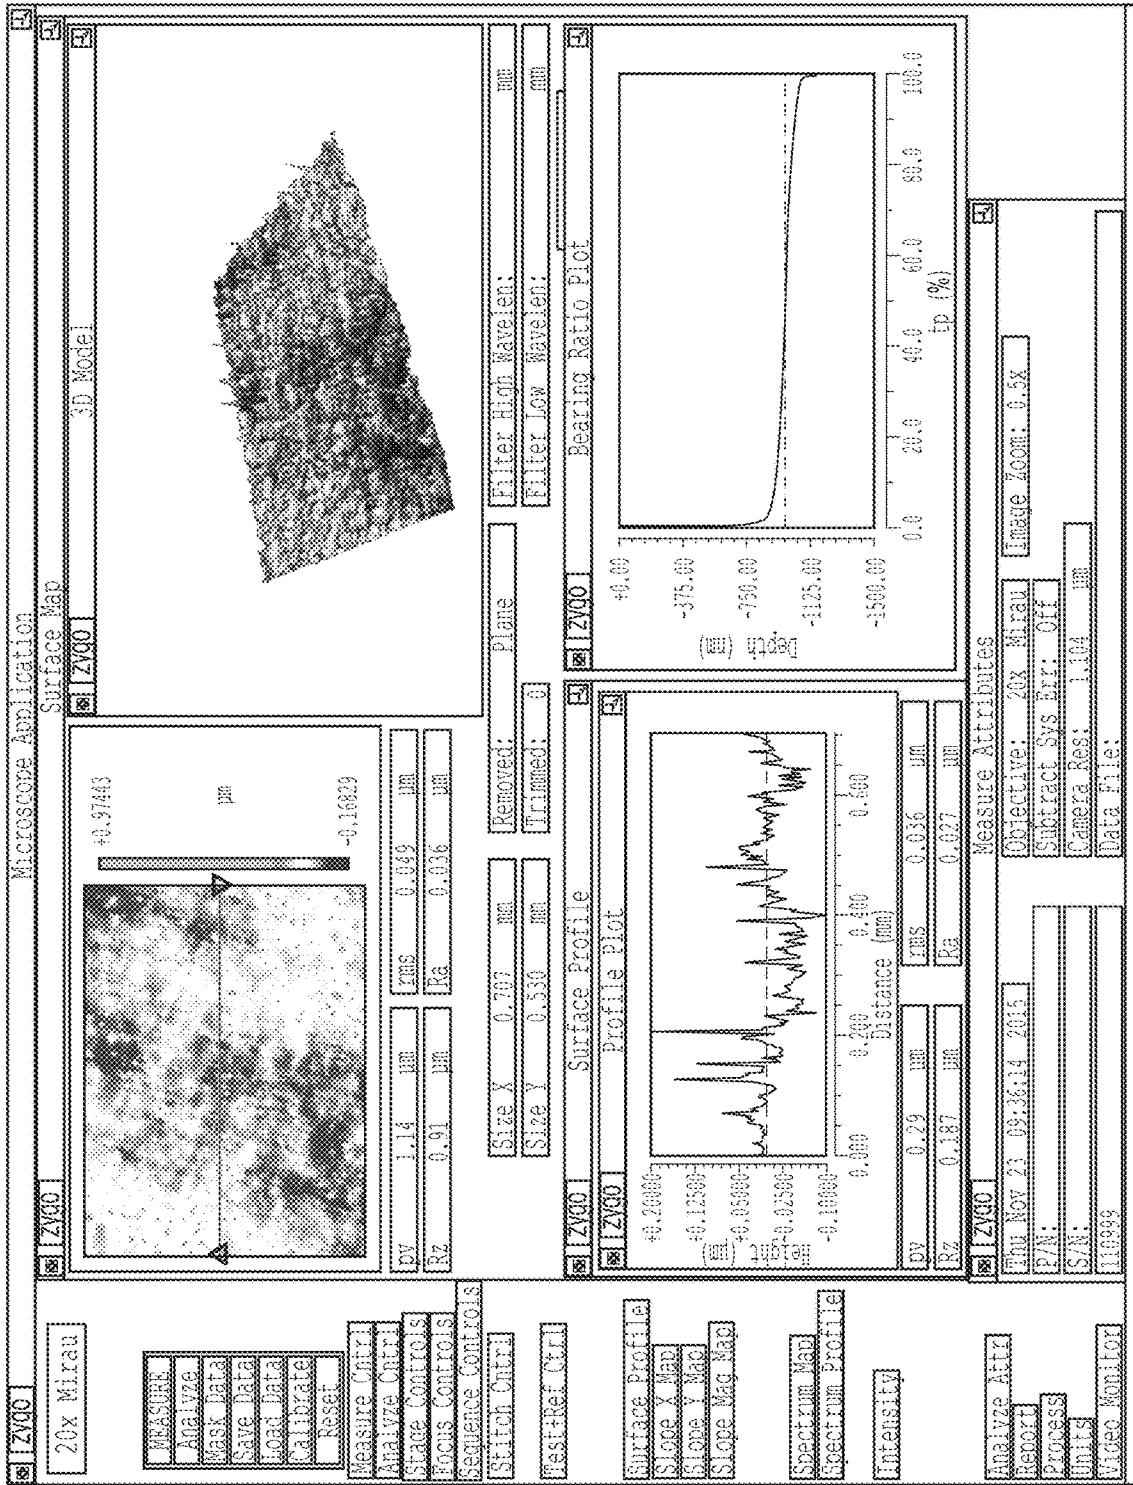 zygo
Microscope Application
20x Mirau
MEASURE
Analyze
Mask Data
Save Data
Load Data
Calibrate
Reset
Measure Cntrl
Analyze Cntrl
Stage Controls
Focus Controls
Sequence Controls
Stitch Cntrl
TestRef Ctrl
Surface Profile
Slope X Map
Slope Y Map
Slope Mag Map
Spectrum Map
Spectrum Profile
Intensity
Analyze Attr
Report
Process
Units
Video Monitor
zygo
Surface Map
+0.97443
µm
-0.16829
pv 1.14 µm
rms 0.049 µm
Rz 0.91 µm
Ra 0.036 µm
Size X 0.707 mm
Size Y 0.530 mm
zygo
3D Model
Removed: Plane
Trimmed: 0
Filter High Wavelen: mm
Filter Low Wavelen: mm
zygo
Surface Profile
zygo
Profile Plot
+0.20000
+0.12500
+0.05000
-0.02500
-0.10000
Height (µm)
0.000
0.200
0.400
0.600
Distance (mm)
pv 0.29 µm
rms 0.036 µm
Rz 0.187 µm
Ra 0.027 µm
zygo
Bearing Ratio Plot
+0.00
-375.00
-750.00
-1125.00
-1500.00
Depth (nm)
0.0
20.0
40.0
60.0
80.0
100.0
tp (%)
zygo
Measure Attributes
Thu Nov 23 09:36:14 2015
P/N:
S/N:
118999
Objective: 20x Mirau
Image Zoom: 0.5X
Subtract Sys Err: Off
Camera Res: 1.104 µm
Data File: